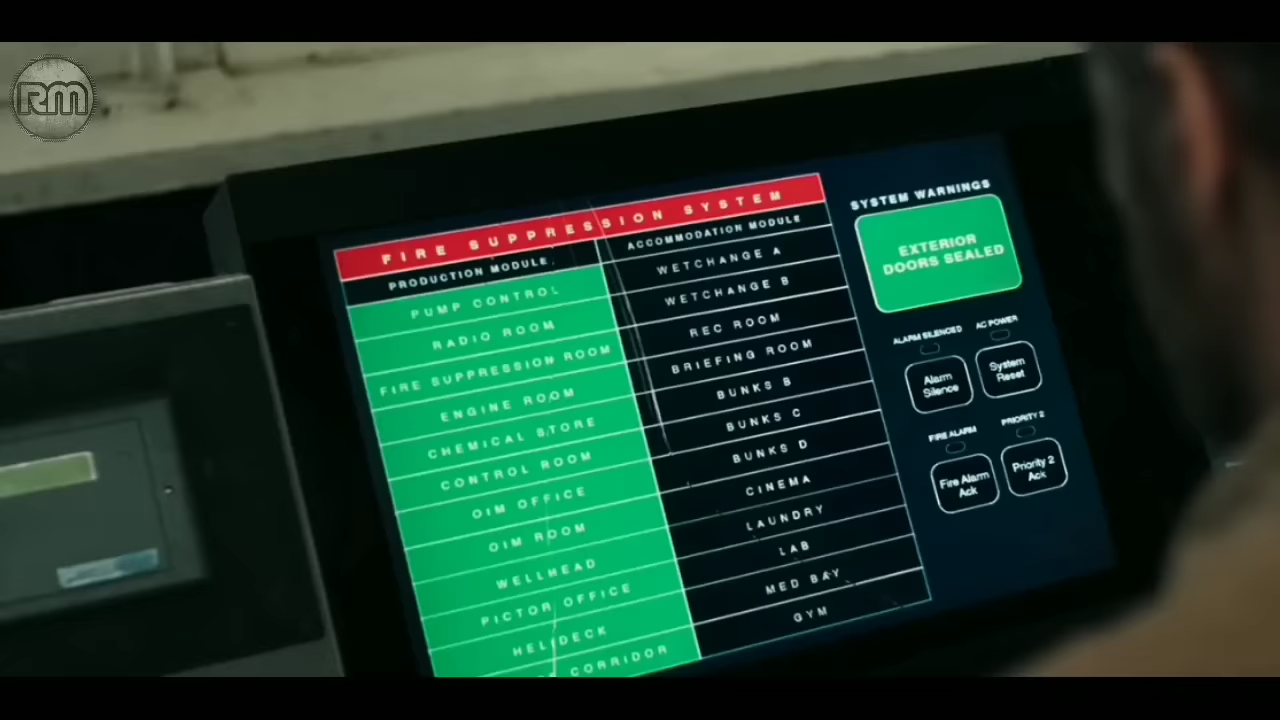 RM
FIRE SUPPRESSION SYSTEM
PRODUCTION MODULE
PUMP CONTROL
RADIO ROOM
FIRE SUPPRESSION ROOM
ENGINE ROOM
CHEMICAL STORE
CONTROL ROOM
OIM OFFICE
OIM ROOM
WELLHEAD
PICTOR OFFICE
HELIDECK
CORRIDOR
ACCOMMODATION MODULE
WETCHANGE A
WETCHANGE B
REC ROOM
BRIEFING ROOM
BUNKS B
BUNKS C
BUNKS D
CINEMA
LAUNDRY
LAB
MED BAY
GYM
SYSTEM WARNINGS
EXTERIOR
DOORS SEALED
ALARM SILENCED
AC POWER
Alarm
Silence
System
Reset
FIRE ALARM
PRIORITY 2
Fire Alarm
Ack
Priority 2
Ack